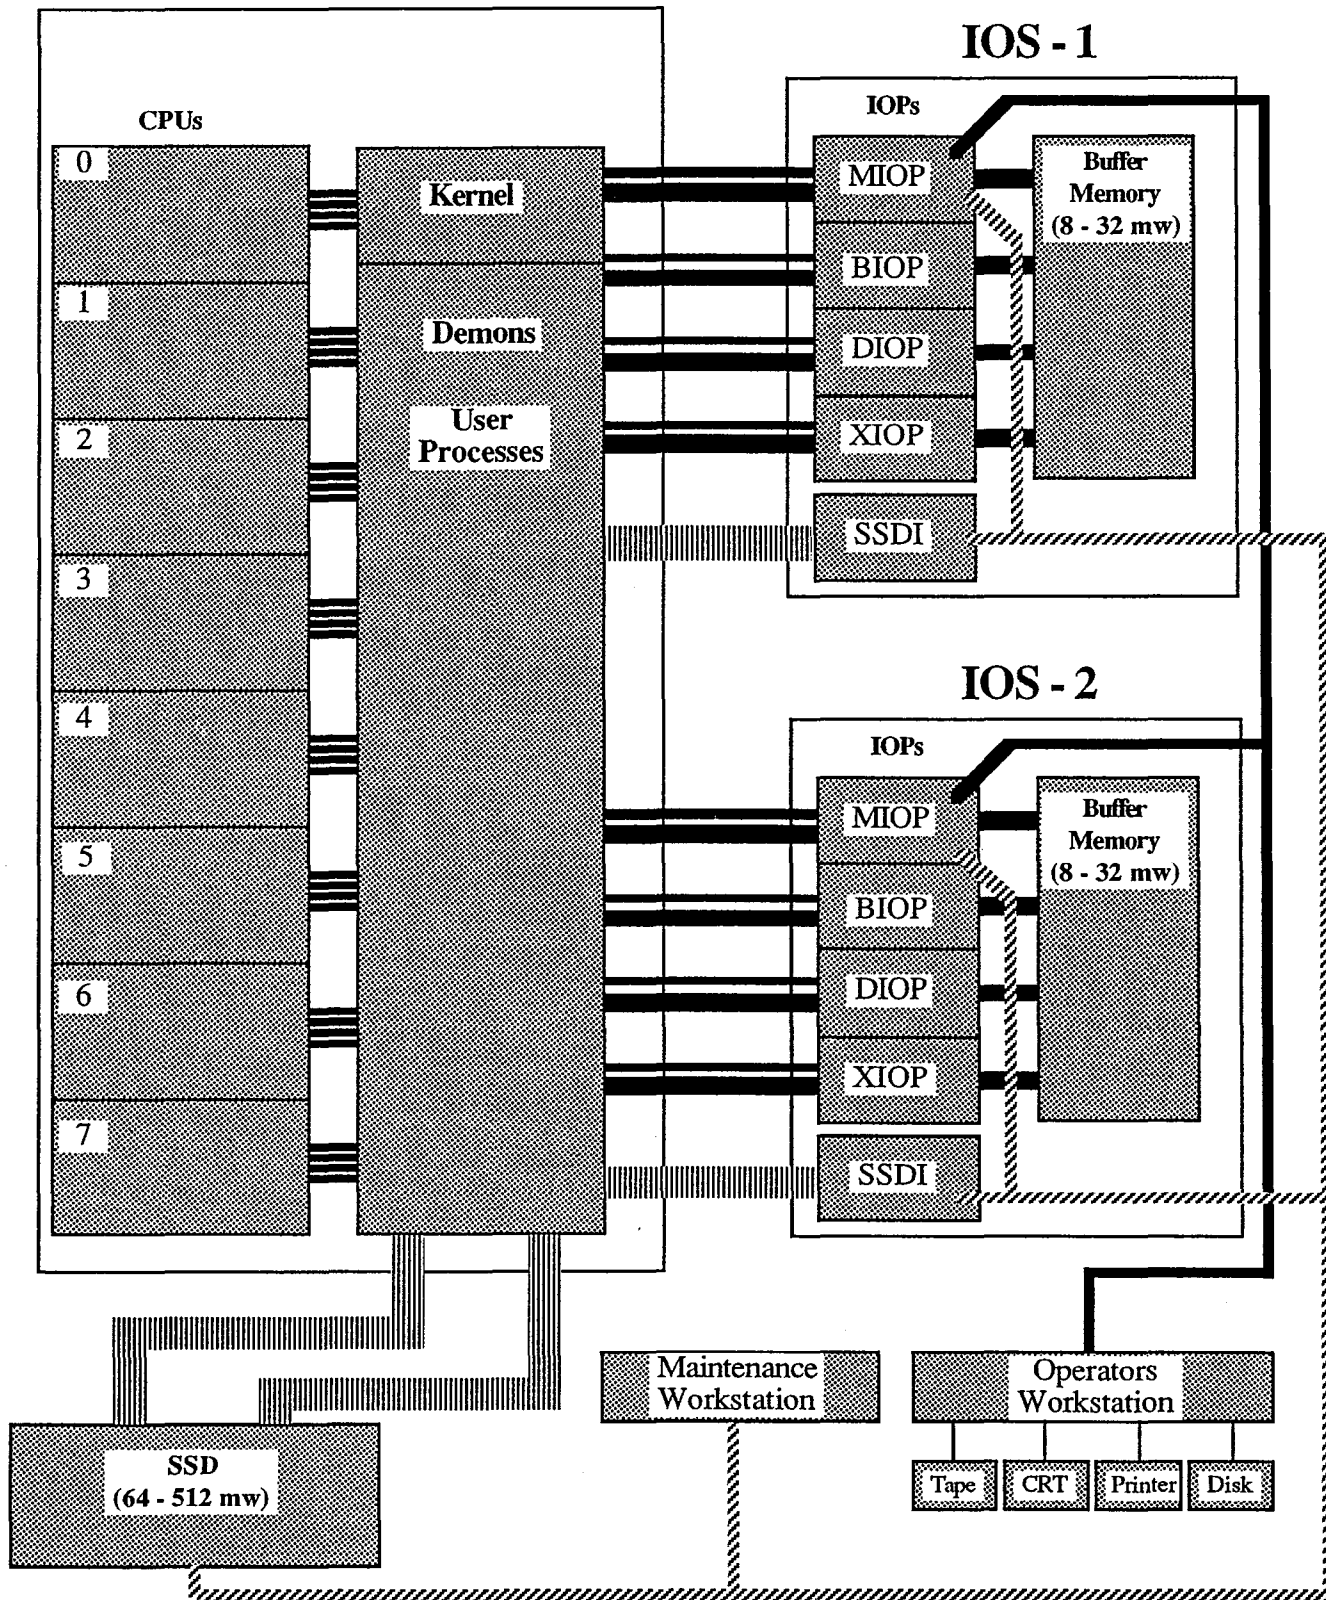 CPUs
0
1
2
3
4
5
6
7
Kernel
Demons
User
Processes
IOS - 1
IOPs
MIOP
BIOP
DIOP
XIOP
SSDI
Buffer
Memory
(8 - 32 mw)
IOS - 2
IOPs
MIOP
BIOP
DIOP
XIOP
SSDI
Buffer
Memory
(8 - 32 mw)
SSD
(64 - 512 mw)
Maintenance
Workstation
Operators
Workstation
Tape
CRT
Printer
Disk